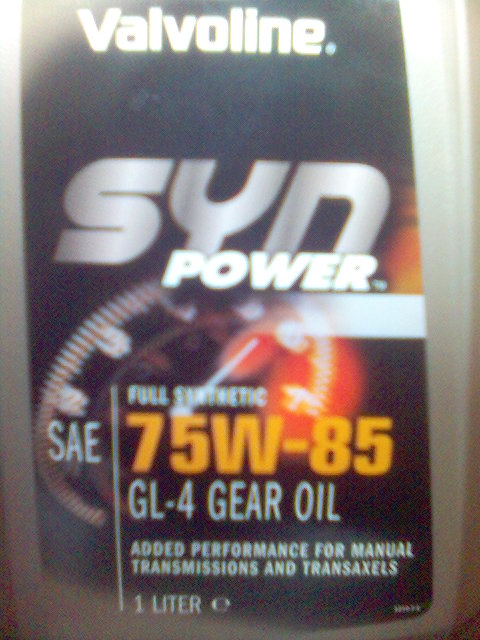 Valvoline.
SYN
POWER™
FULL SYNTHETIC
SAE 75W-85
GL-4 GEAR OIL
ADDED PERFORMANCE FOR MANUAL
TRANSMISSIONS AND TRANSAXELS
1 LITER ℮